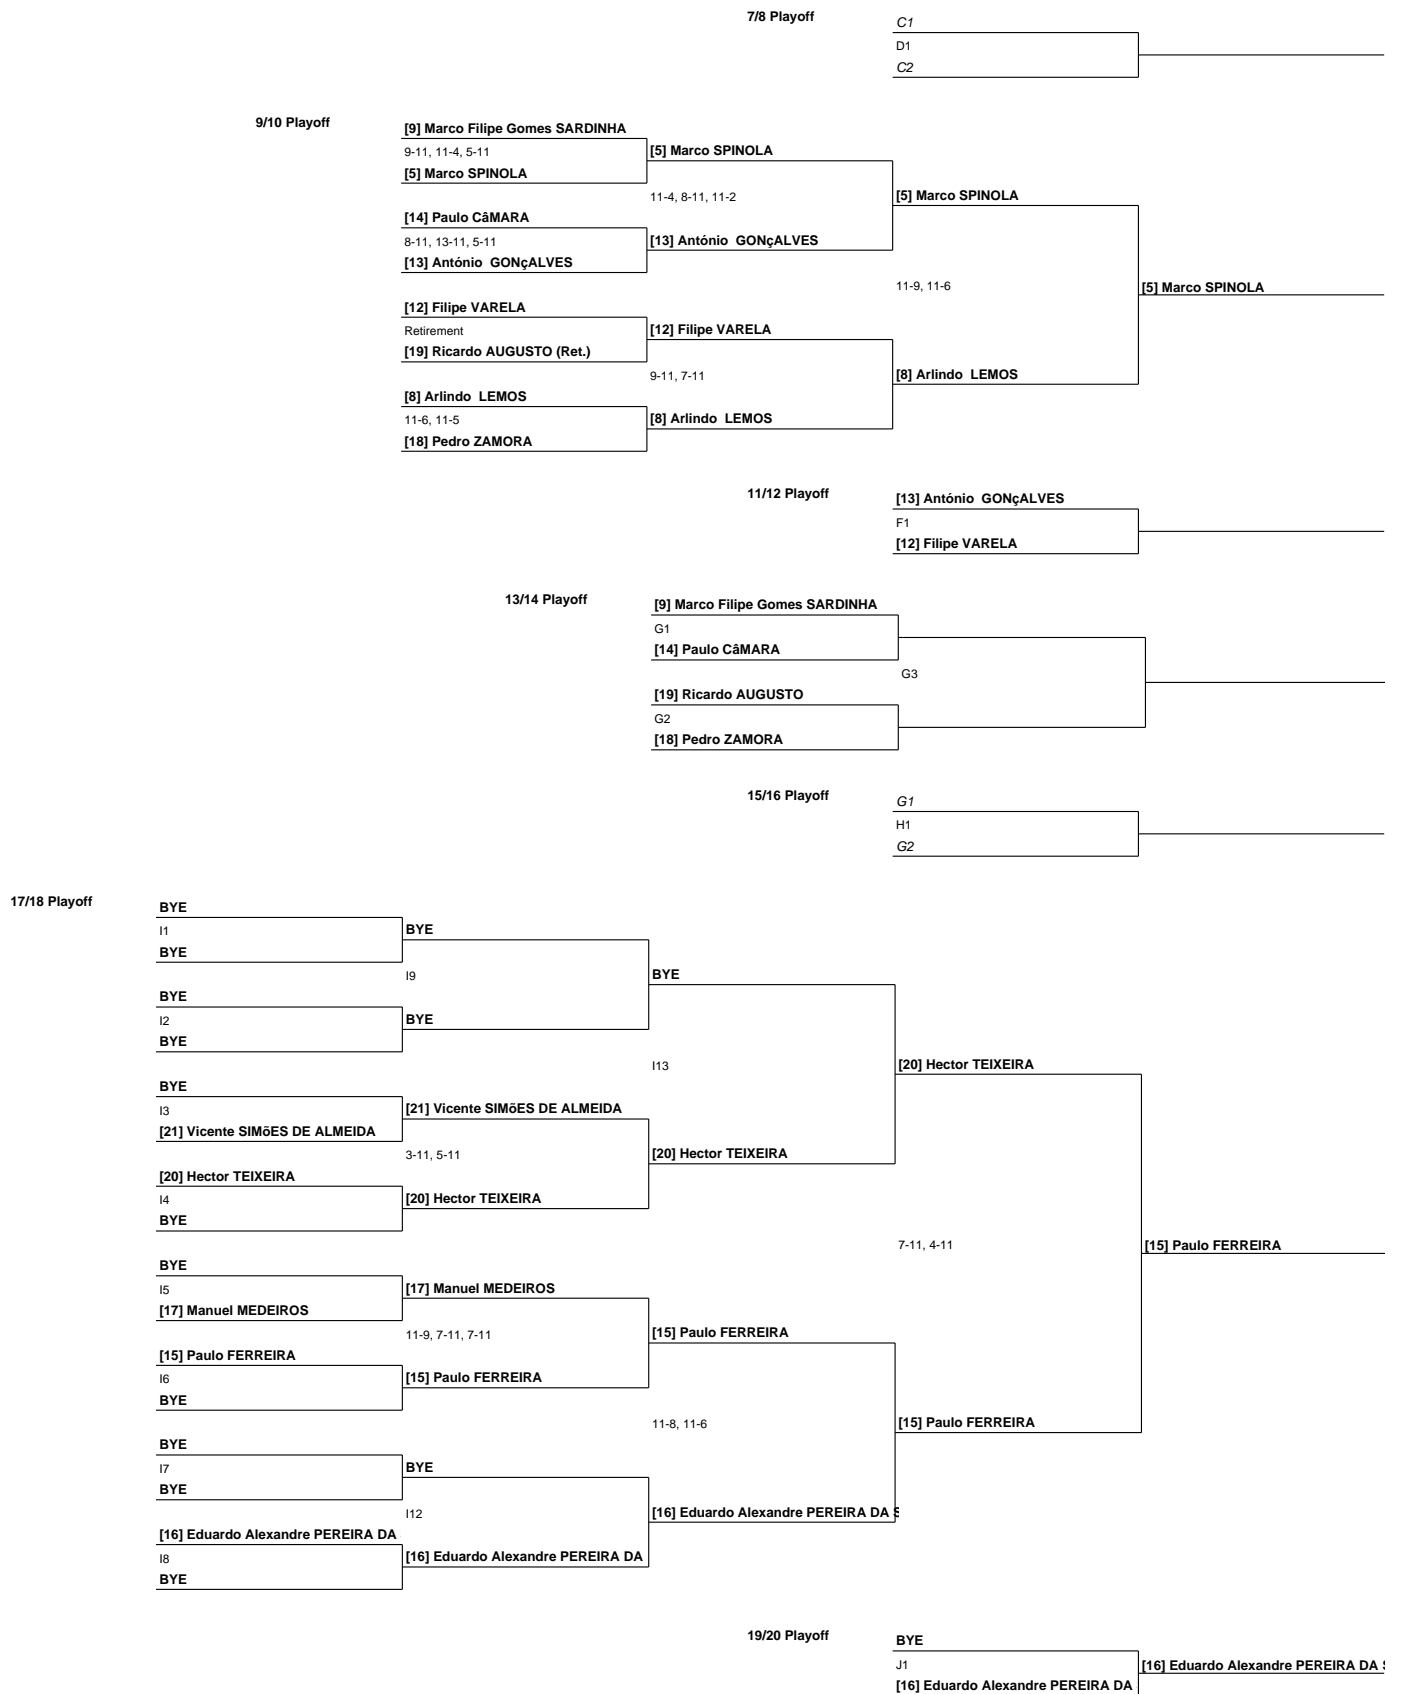 7/8 Playoff
C1
D1
C2
9/10 Playoff
[9] Marco Filipe Gomes SARDINHA
9-11, 11-4, 5-11
[5] Marco SPINOLA
[5] Marco SPINOLA
11-4, 8-11, 11-2
[5] Marco SPINOLA
[14] Paulo CâMARA
8-11, 13-11, 5-11
[13] António  GONçALVES
[13] António  GONçALVES
11-9, 11-6
[5] Marco SPINOLA
[12] Filipe VARELA
Retirement
[12] Filipe VARELA
[19] Ricardo AUGUSTO (Ret.)
9-11, 7-11
[8] Arlindo  LEMOS
[8] Arlindo  LEMOS
11-6, 11-5
[8] Arlindo  LEMOS
[18] Pedro ZAMORA
11/12 Playoff
[13] António  GONçALVES
F1
[12] Filipe VARELA
13/14 Playoff
[9] Marco Filipe Gomes SARDINHA
G1
[14] Paulo CâMARA
G3
[19] Ricardo AUGUSTO
G2
[18] Pedro ZAMORA
15/16 Playoff
G1
H1
G2
17/18 Playoff
BYE
I1
BYE
BYE
I9
BYE
BYE
I2
BYE
BYE
I13
[20] Hector TEIXEIRA
BYE
I3
[21] Vicente SIMõES DE ALMEIDA
[21] Vicente SIMõES DE ALMEIDA
3-11, 5-11
[20] Hector TEIXEIRA
[20] Hector TEIXEIRA
I4
[20] Hector TEIXEIRA
BYE
7-11, 4-11
[15] Paulo FERREIRA
BYE
I5
[17] Manuel MEDEIROS
[17] Manuel MEDEIROS
11-9, 7-11, 7-11
[15] Paulo FERREIRA
[15] Paulo FERREIRA
I6
[15] Paulo FERREIRA
BYE
11-8, 11-6
[15] Paulo FERREIRA
BYE
I7
BYE
BYE
I12
[16] Eduardo Alexandre PEREIRA DA S
[16] Eduardo Alexandre PEREIRA DA
I8
[16] Eduardo Alexandre PEREIRA DA
BYE
19/20 Playoff
BYE
J1
[16] Eduardo Alexandre PEREIRA DA S
[16] Eduardo Alexandre PEREIRA DA